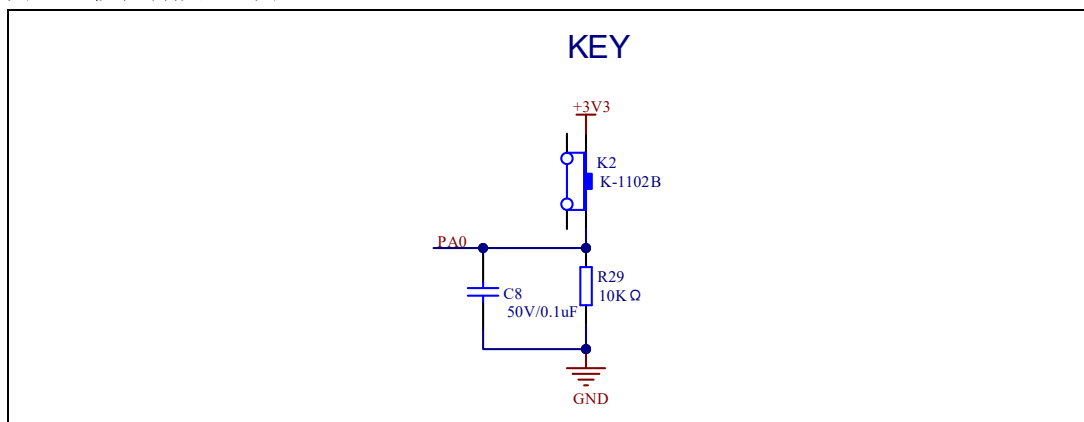 KEY
+3V3
K2
K-1102B
PA0
R29
10KΩ
C8
50V/0.1uF
GND